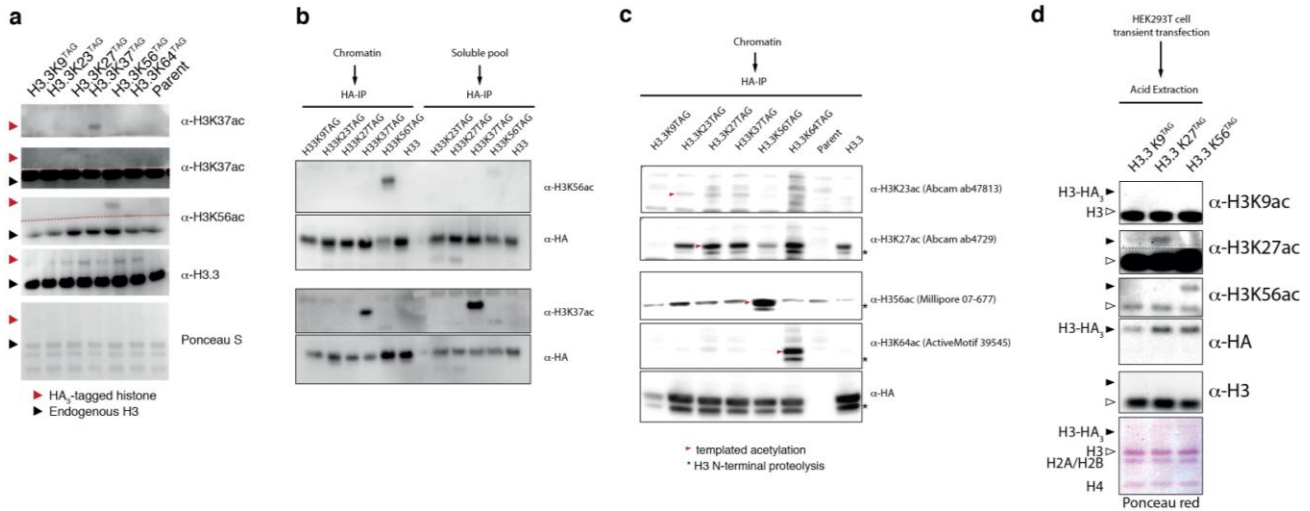 a
H3.3K9TAG
H3.3K23TAG
H3.3K27TAG
H3.3K37TAG
H3.3K56TAG
H3.3K64TAG
Parent
α-H3K37ac
α-H3K37ac
α-H3K56ac
α-H3.3
Ponceau S
HA3-tagged histone
Endogenous H3
b
Chromatin
HA-IP
Soluble pool
HA-IP
H33K9TAG
H33K23TAG
H33K27TAG
H33K37TAG
H33K56TAG
H33
H33K23TAG
H33K27TAG
H33K37TAG
H33K56TAG
H33
α-H3K56ac
α-HA
α-H3K37ac
α-HA
c
Chromatin
HA-IP
H3.3K9TAG
H3.3K23TAG
H3.3K27TAG
H33K37TAG
H3.3K56TAG
H3.3K64TAG
Parent
H3.3
α-H3K23ac (Abcam ab47813)
α-H3K27ac (Abcam ab4729)
*
α-H356ac (Millipore 07-677)
*
α-H3K64ac (ActiveMotif 39545)
*
α-HA
*
templated acetylation
* H3 N-terminal proteolysis
d
HEK293T cell
transient transfection
Acid Extraction
H3.3 K9TAG
H3.3 K27TAG
H3.3 K56TAG
H3-HA3
H3
α-H3K9ac
α-H3K27ac
α-H3K56ac
H3-HA3
α-HA
α-H3
H3-HA3
H3
H2A/H2B
H4
Ponceau red